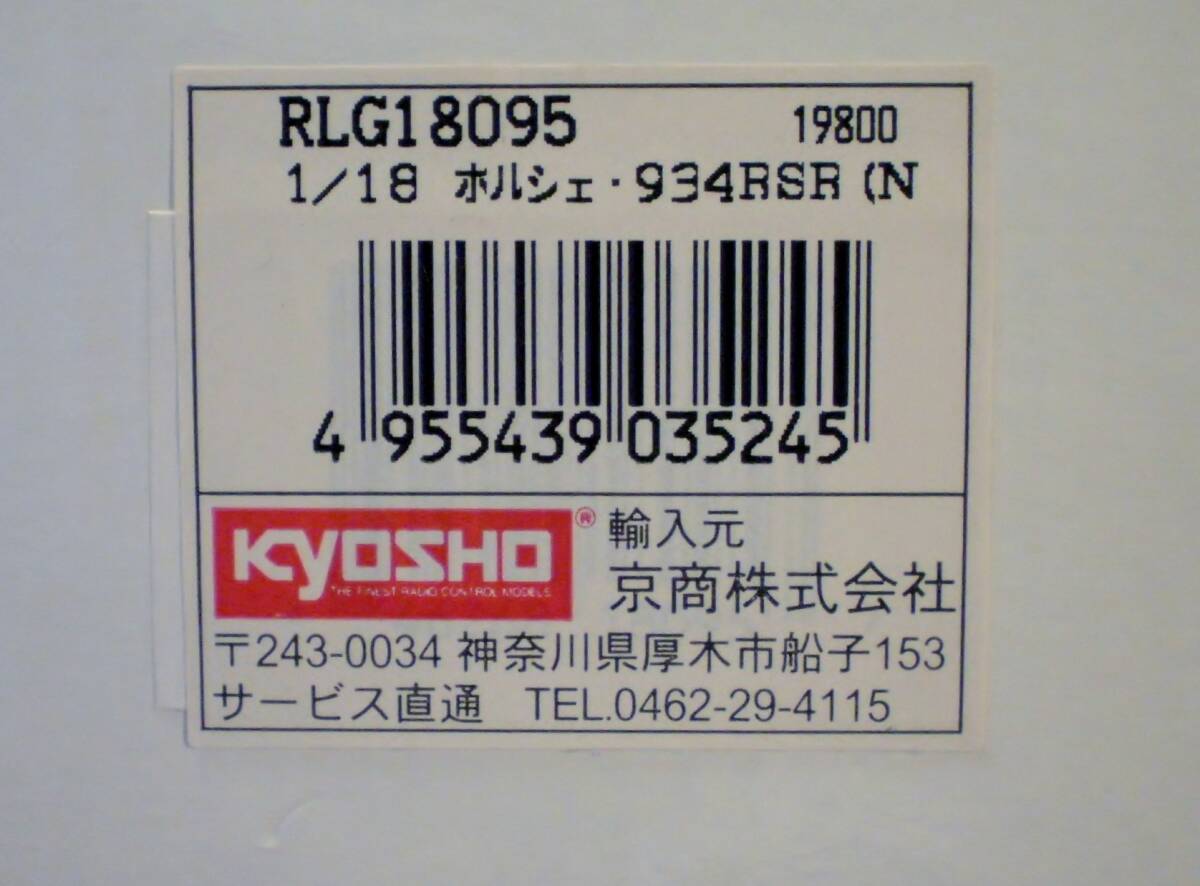 RLG18095 19800
1/18 ホルシェ・934RSR (N
4 955439 035245
KYOSHO ® 輸入元
THE FINEST RADIO CONTROL MODELS
京商株式会社
〒243-0034 神奈川県厚木市船子153
サービス直通 TEL.0462-29-4115